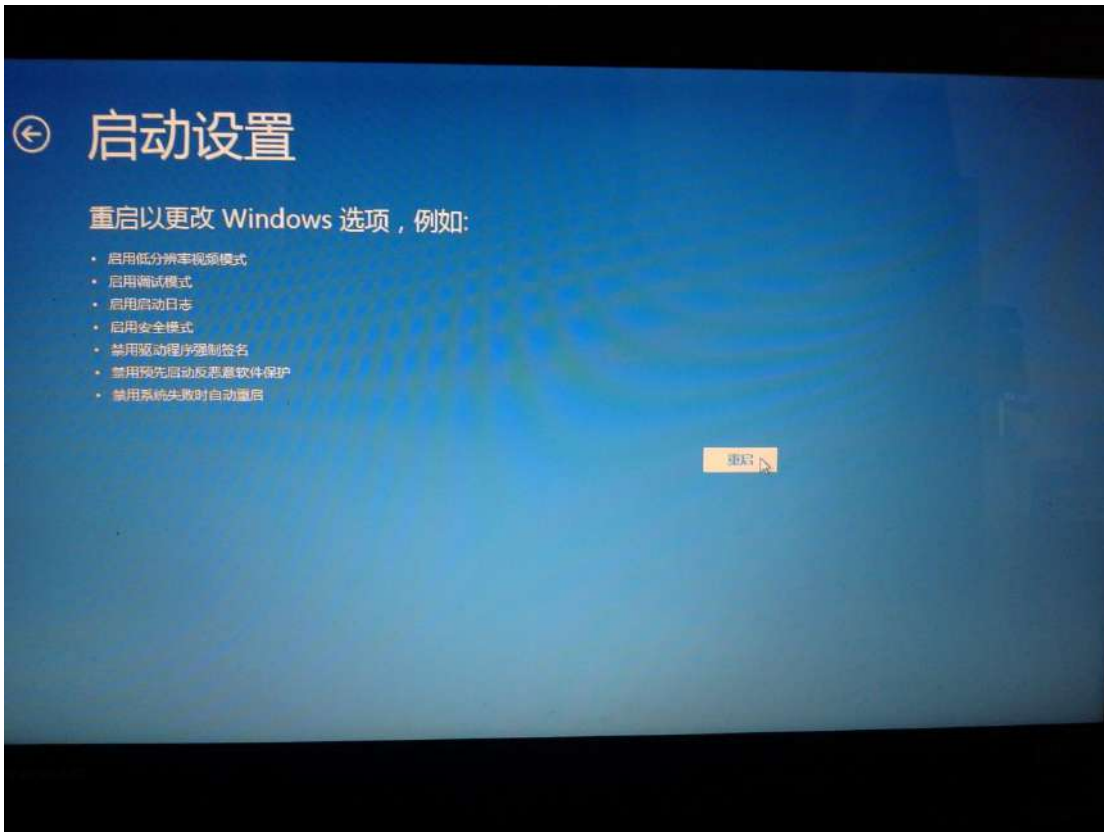 启动设置
重启以更改 Windows 选项，例如:
• 启用低分辨率视频模式
• 启用调试模式
• 启用启动日志
• 启用安全模式
• 禁用驱动程序强制签名
• 禁用预先启动反恶意软件保护
• 禁用系统失败时自动重启
重启